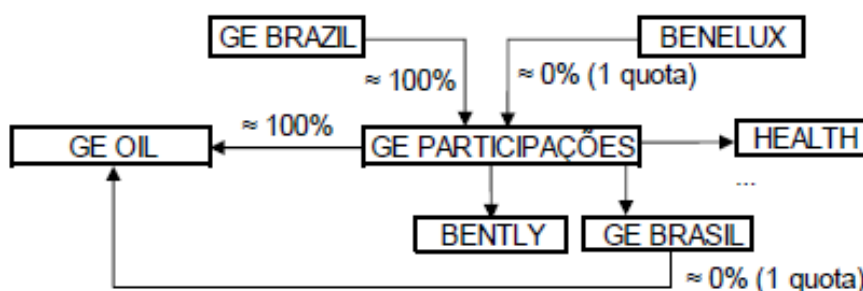 GE BRAZIL
BENELUX
≈ 100%
≈ 0% (1 quota)
≈ 100%
GE OIL
GE PARTICIPAÇÕES
HEALTH
...
BENTLY
GE BRASIL
≈ 0% (1 quota)